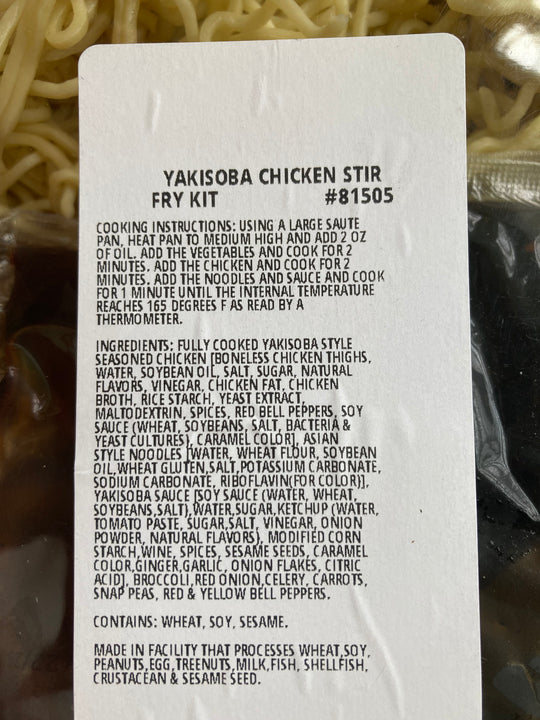 YAKISOBA CHICKEN STIR
FRY KIT #81505
COOKING INSTRUCTIONS: USING A LARGE SAUTE
PAN, HEAT PAN TO MEDIUM HIGH AND ADD 2 OZ
OF OIL. ADD THE VEGETABLES AND COOK FOR 2
MINUTES. ADD THE CHICKEN AND COOK FOR 2
MINUTES. ADD THE NOODLES AND SAUCE AND COOK
FOR 1 MINUTE UNTIL THE INTERNAL TEMPERATURE
REACHES 165 DEGREES F AS READ BY A
THERMOMETER.
INGREDIENTS: FULLY COOKED YAKISOBA STYLE
SEASONED CHICKEN [BONELESS CHICKEN THIGHS,
WATER, SOYBEAN OIL, SALT, SUGAR, NATURAL
FLAVORS, VINEGAR, CHICKEN FAT, CHICKEN
BROTH, RICE STARCH, YEAST EXTRACT,
MALTODEXTRIN, SPICES, RED BELL PEPPERS, SOY
SAUCE (WHEAT, SOYBEANS, SALT, BACTERIA &
YEAST CULTURES), CARAMEL COLOR], ASIAN
STYLE NOODLES [WATER, WHEAT FLOUR, SOYBEAN
OIL,WHEAT GLUTEN,SALT,POTASSIUM CARBONATE,
SODIUM CARBONATE, RIBOFLAVIN(FOR COLOR)],
YAKISOBA SAUCE [SOY SAUCE (WATER, WHEAT,
SOYBEANS,SALT),WATER,SUGAR,KETCHUP (WATER,
TOMATO PASTE, SUGAR,SALT, VINEGAR, ONION
POWDER, NATURAL FLAVORS), MODIFIED CORN
STARCH,WINE, SPICES, SESAME SEEDS, CARAMEL
COLOR,GINGER,GARLIC, ONION FLAKES, CITRIC
ACID], BROCCOLI,RED ONION,CELERY, CARROTS,
SNAP PEAS, RED & YELLOW BELL PEPPERS.
CONTAINS: WHEAT, SOY, SESAME.
MADE IN FACILITY THAT PROCESSES WHEAT,SOY,
PEANUTS,EGG,TREENUTS,MILK,FISH, SHELLFISH,
CRUSTACEAN & SESAME SEED.